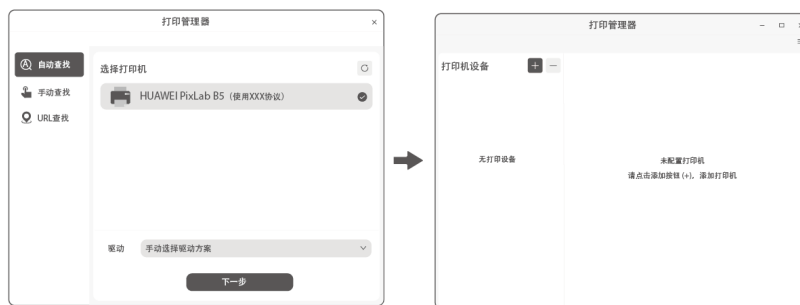 打印管理器
自动查找
手动查找
URL查找
选择打印机
HUAWEI PixLab B5（使用XXX协议）
驱动
手动选择驱动方案
下一步
打印管理器
打印机设备
无打印设备
未配置打印机
请点击添加按钮(+)，添加打印机